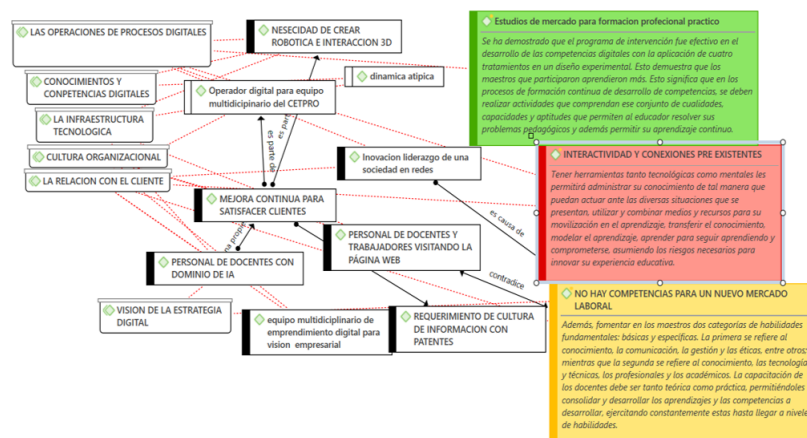 LAS OPERACIONES DE PROCESOS DIGITALES
CONOCIMIENTOS Y
CONPETENCIAS DIGITALES
LA INFRAESTRUCTURA
TECNOLOGICA
CULTURA ORGANIZACIONAL
LA RELACION CON EL CLIENTE
NESECIDAD DE CREAR
ROBOTICA E INTERACCION 3D
dinamica atipica
Operador digital para equipo
multidiciparino del CETPRO
es parte de
es part
Inovacion liderazgo de una
sociedad en redes
es causa de
MEJORA CONTINUA PARA
SATISFACER CLIENTES
na propie
PERSONAL DE DOCENTES Y
TRABAJADORES VISITANDO LA
PÁGINA WEB
contradice
PERSONAL DE DOCENTES CON
DOMINIO DE IA
VISION DE LA ESTRATEGIA
DIGITAL
equipo multidiciplinario de
emprendimiento digital para
vision empresarial
REQUERIMIENTO DE CULTURA
DE INFORMACION CON
PATENTES
Estudios de mercado para formacion profecional practico
Se ha demostrado que el programa de intervención fue efectivo en el
desarrollo de las competencias digitales con la aplicación de cuatro
tratamientos en un diseño experimental. Esto demuestra que los
maestros que participaron aprendieron más. Esto significa que en los
procesos de formación continua de desarrollo de competencias, se deben
realizar actividades que comprendan ese conjunto de cualidades,
capacidades y aptitudes que permiten al educador resolver sus
problemas pedagógicos y además permitir su aprendizaje continuo.
INTERACTIVIDAD Y CONEXIONES PRE EXISTENTES
Tener herramientas tanto tecnológicas como mentales les
permitirá administrar su conocimiento de tal manera que
puedan actuar ante las diversas situaciones que se
presentan, utilizar y combinar medios y recursos para su
movilización en el aprendizaje, transferir el conocimiento,
modelar el aprendizaje, aprender para seguir aprendiendo y
comprometerse, asumiendo los riesgos necesarios para
innovar su experiencia educativa.
NO HAY COMPETENCIAS PARA UN NUEVO MERCADO
LABORAL
Además, fomentar en los maestros dos categorías de habilidades
fundamentales: básicas y específicas. La primera se refiere al
conocimiento, la comunicación, la gestión y las éticas, entre otros;
mientras que la segunda se refiere al conocimiento, las tecnología
y técnicas, los profesionales y los académicos. La capacitación de
los docentes debe ser tanto teórica como práctica, permitiéndoles
consolidar y desarrollar los aprendizajes y las competencias a
desarrollar, ejercitando constantemente estas hasta llegar a nivele
de habilidades.